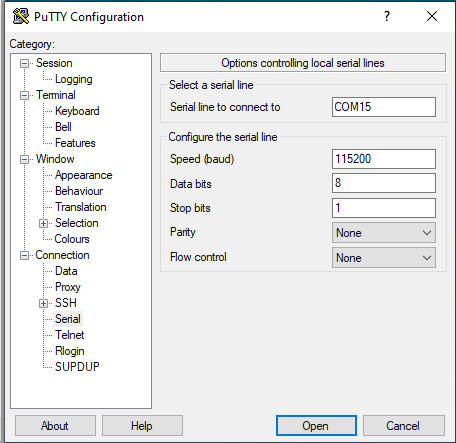 PuTTY Configuration
?
Category:
Session
Logging
Terminal
Keyboard
Bell
Features
Window
Appearance
Behaviour
Translation
Selection
Colours
Connection
Data
Proxy
SSH
Serial
Telnet
Rlogin
SUPDUP
Options controlling local serial lines
Select a serial line
Serial line to connect to COM15
Configure the serial line
Speed (baud) 115200
Data bits 8
Stop bits 1
Parity None
Flow control None
About Help Open Cancel